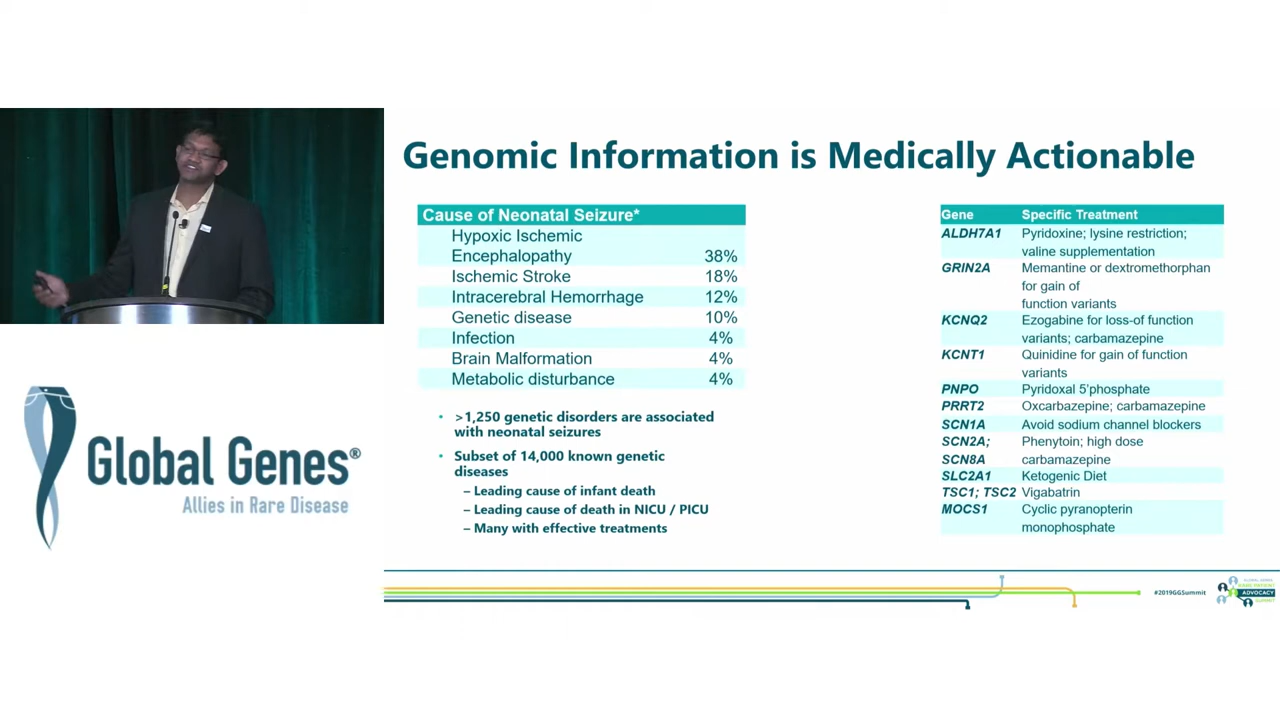 Genomic Information is Medically Actionable
Cause of Neonatal Seizure*
Hypoxic Ischemic
Encephalopathy 38%
Ischemic Stroke 18%
Intracerebral Hemorrhage 12%
Genetic disease 10%
Infection 4%
Brain Malformation 4%
Metabolic disturbance 4%
• >1,250 genetic disorders are associated
with neonatal seizures
• Subset of 14,000 known genetic
diseases
– Leading cause of infant death
– Leading cause of death in NICU / PICU
– Many with effective treatments
Gene Specific Treatment
ALDH7A1 Pyridoxine; lysine restriction;
valine supplementation
GRIN2A Memantine or dextromethorphan
for gain of
function variants
KCNQ2 Ezogabine for loss-of function
variants; carbamazepine
KCNT1 Quinidine for gain of function
variants
PNPO Pyridoxal 5'phosphate
PRRT2 Oxcarbazepine; carbamazepine
SCN1A Avoid sodium channel blockers
SCN2A; Phenytoin; high dose
SCN8A carbamazepine
SLC2A1 Ketogenic Diet
TSC1; TSC2 Vigabatrin
MOCS1 Cyclic pyranopterin
monophosphate
Global Genes®
Allies in Rare Disease
#2019GGSummit
GLOBAL GENES
RARE PATIENT
ADVOCACY
SUMMIT